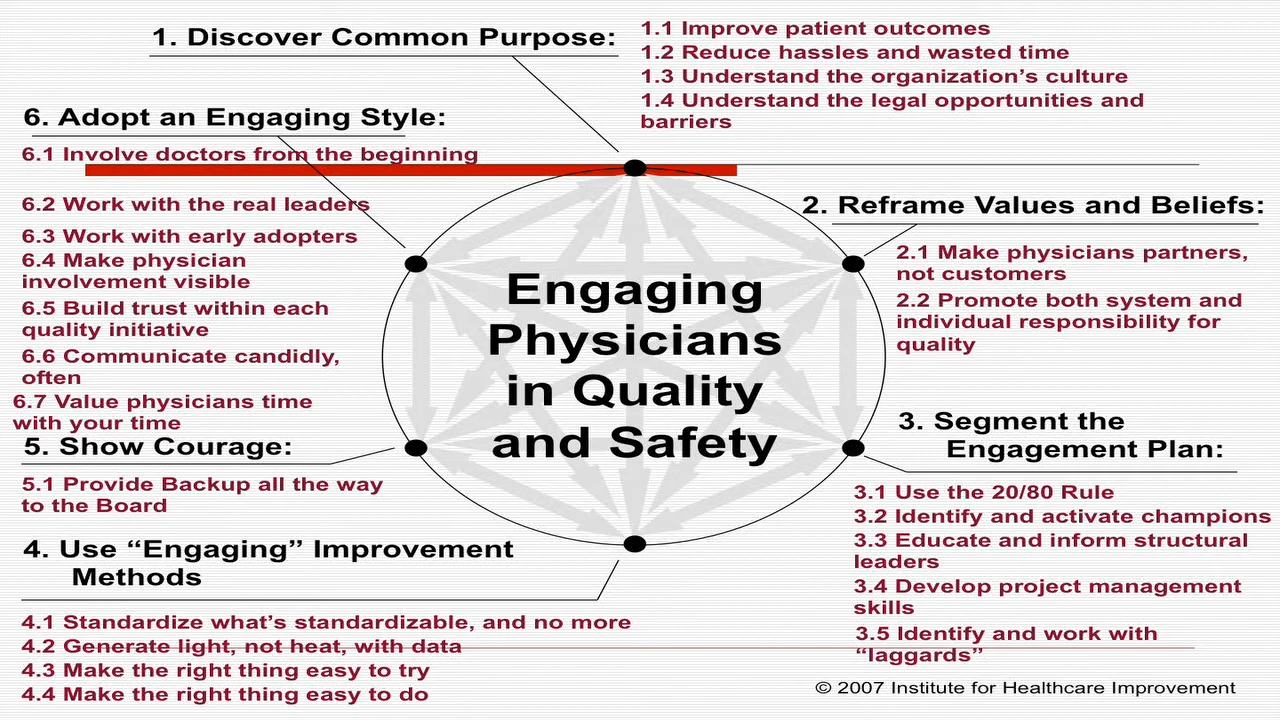 1. Discover Common Purpose:
1.1 Improve patient outcomes
1.2 Reduce hassles and wasted time
1.3 Understand the organization’s culture
1.4 Understand the legal opportunities and
barriers
6. Adopt an Engaging Style:
6.1 Involve doctors from the beginning
6.2 Work with the real leaders
6.3 Work with early adopters
6.4 Make physician
involvement visible
6.5 Build trust within each
quality initiative
6.6 Communicate candidly,
often
6.7 Value physicians time
with your time
2. Reframe Values and Beliefs:
2.1 Make physicians partners,
not customers
2.2 Promote both system and
individual responsibility for
quality
Engaging
Physicians
in Quality
and Safety
5. Show Courage:
5.1 Provide Backup all the way
to the Board
3. Segment the
Engagement Plan:
3.1 Use the 20/80 Rule
3.2 Identify and activate champions
3.3 Educate and inform structural
leaders
3.4 Develop project management
skills
3.5 Identify and work with
“laggards”
4. Use “Engaging” Improvement
Methods
4.1 Standardize what’s standardizable, and no more
4.2 Generate light, not heat, with data
4.3 Make the right thing easy to try
4.4 Make the right thing easy to do
© 2007 Institute for Healthcare Improvement